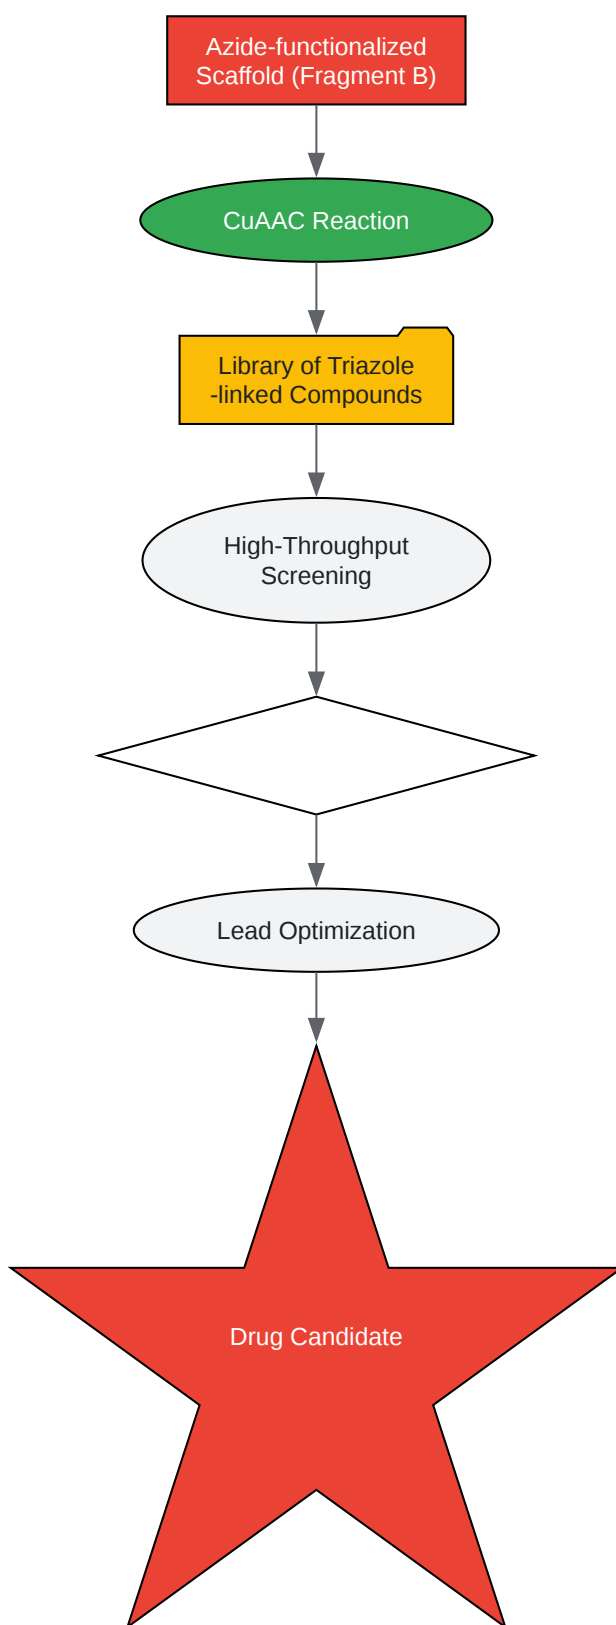 Azide-functionalized
Scaffold (Fragment B)
CuAAC Reaction
Library of Triazole
-linked Compounds
High-Throughput
Screening
Lead Optimization
Drug Candidate